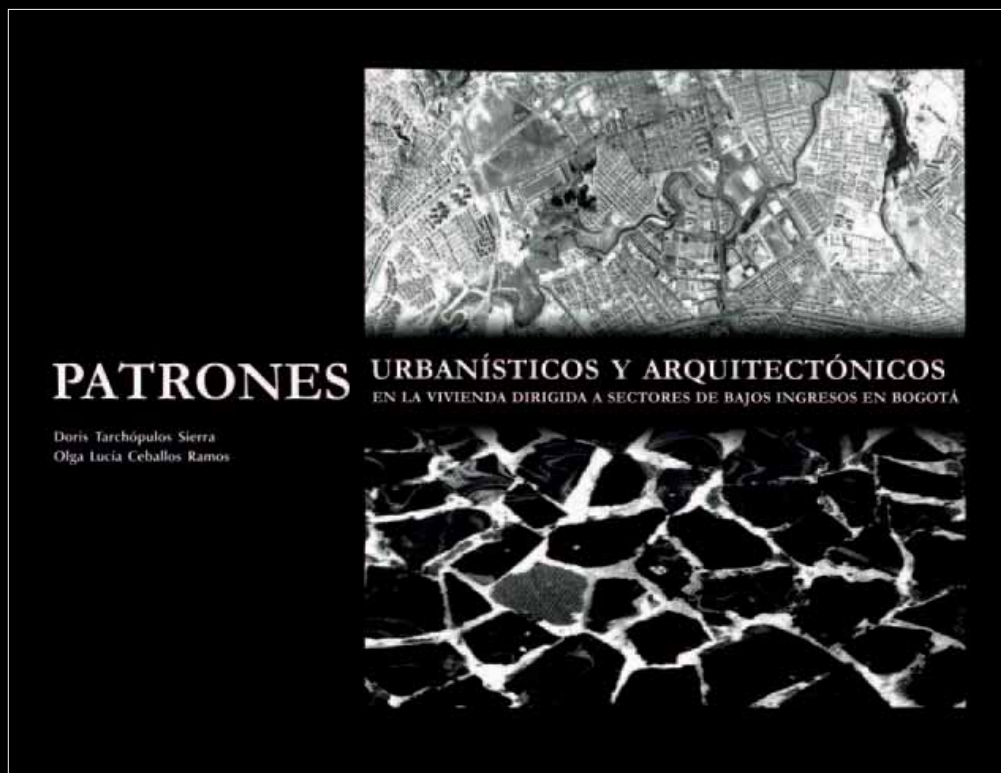 PATRONES URBANÍSTICOS Y ARQUITECTÓNICOS
EN LA VIVIENDA DIRIGIDA A SECTORES DE BAJOS INGRESOS EN BOGOTÁ
Doris Tarchópulos Sierra
Olga Lucía Ceballos Ramos